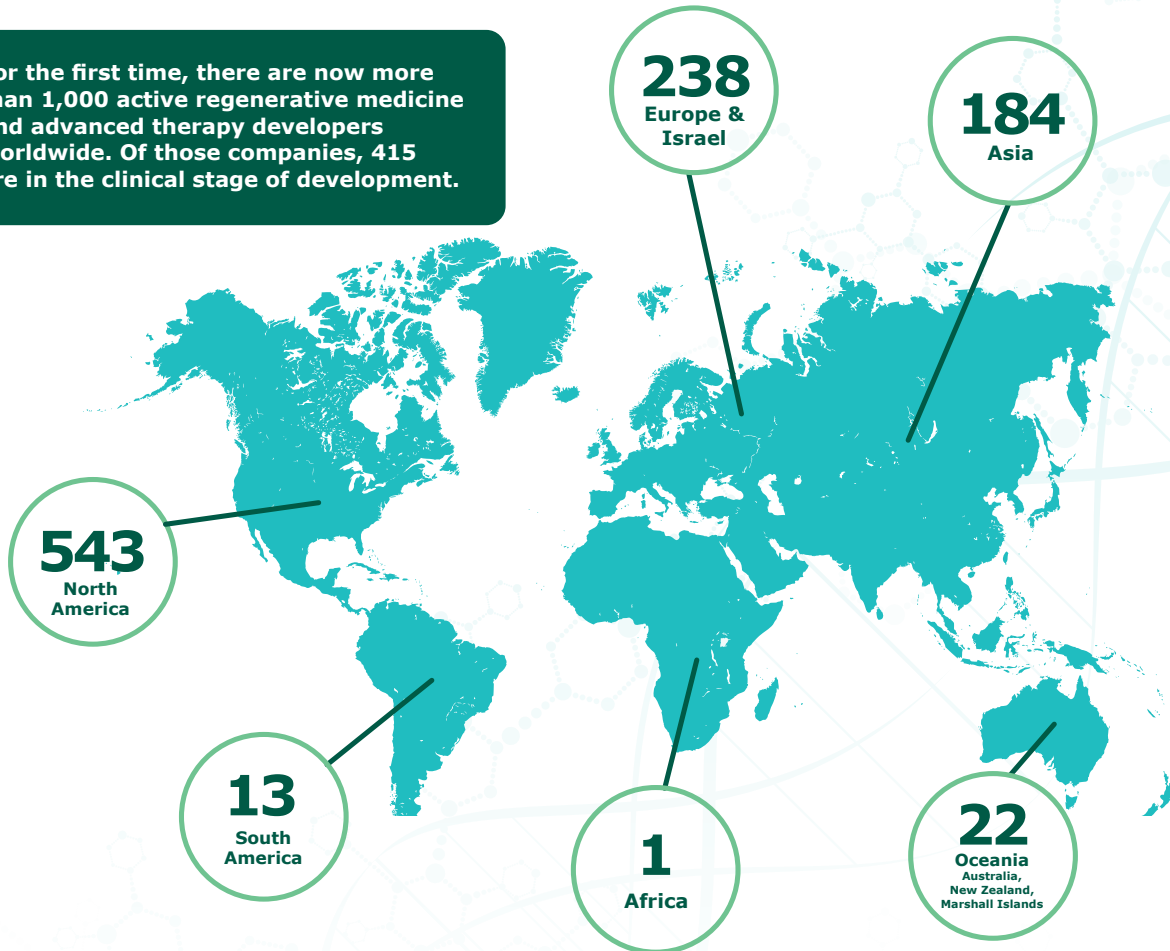 or the first time, there are now more
han 1,000 active regenerative medicine
nd advanced therapy developers
orldwide. Of those companies, 415
re in the clinical stage of development.
238
Europe &
Israel
184
Asia
543
North
America
13
South
America
1
Africa
22
Oceania
Australia,
New Zealand,
Marshall Islands